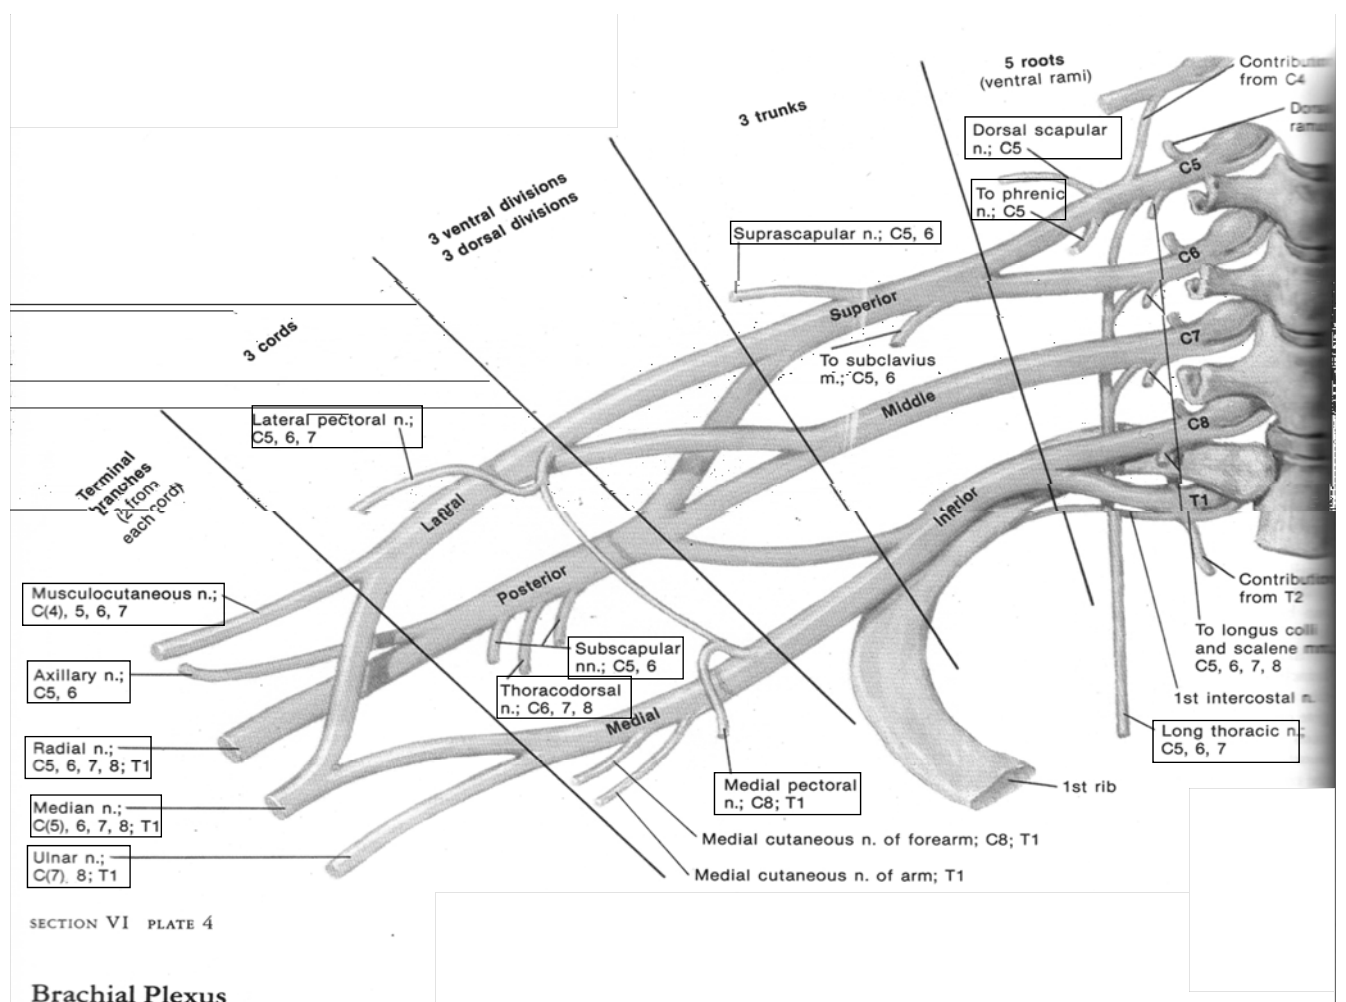 5 roots
(ventral rami)
from C4
3 trunks
Dorsal scapular
n.; C5
C5
To phrenic
n.; C5
3 ventral divisions
3 dorsal divisions
Suprascapular n.; C5, 6
C6
Superior
C7
3 cords
To subclavius
m.; C5, 6
Middle
C8
Lateral pectoral n.;
C5, 6, 7
Terminal
branches
(2 from
each cord)
Lateral
Inferior
T1
Posterior
from T2
Musculocutaneous n.;
C(4), 5, 6, 7
To longus colli
and scalene
C5, 6, 7, 8
Subscapular
nn.; C5, 6
Axillary n.;
C5, 6
Thoracodorsal
n.; C6, 7, 8
1st intercostal n.
Medial
Long thoracic n.;
C5, 6, 7
Radial n.;
C5, 6, 7, 8; T1
Medial pectoral
n.; C8; T1
1st rib
Median n.;
C(5), 6, 7, 8; T1
Medial cutaneous n. of forearm; C8; T1
Ulnar n.;
C(7), 8; T1
Medial cutaneous n. of arm; T1
SECTION VI PLATE 4
Brachial Plexus